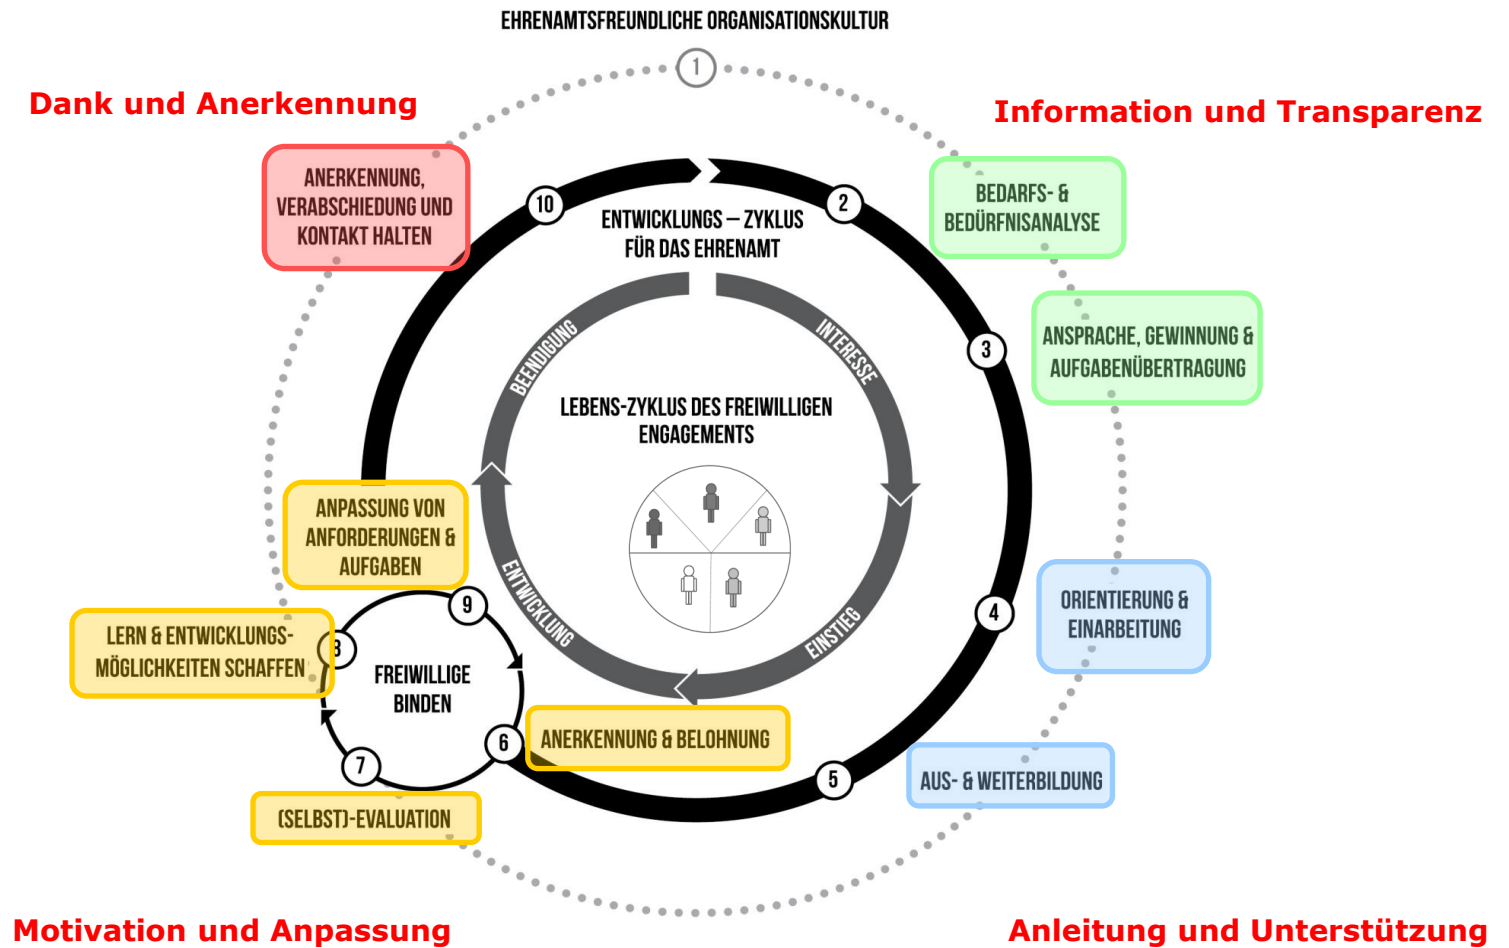 EHRENAMTSFREUNDLICHE ORGANISATIONSKULTUR
1
Dank und Anerkennung
Information und Transparenz
ANERKENNUNG,
VERABSCHIEDUNG UND
KONTAKT HALTEN
10
ENTWICKLUNGS – ZYKLUS
FÜR DAS EHRENAMT
2
BEDARFS- &
BEDÜRFNISANALYSE
3
ANSPRACHE, GEWINNUNG &
AUFGABENÜBERTRAGUNG
BEENDIGUNG
INTERESSE
LEBENS-ZYKLUS DES FREIWILLIGEN
ENGAGEMENTS
ENTWICKLUNG
EINSTIEG
4
ORIENTIERUNG &
EINARBEITUNG
5
AUS- & WEITERBILDUNG
6
ANERKENNUNG & BELOHNUNG
7
(SELBST)-EVALUATION
8
LERN & ENTWICKLUNGS-
MÖGLICHKEITEN SCHAFFEN
9
ANPASSUNG VON
ANFORDERUNGEN &
AUFGABEN
FREIWILLIGE
BINDEN
Motivation und Anpassung
Anleitung und Unterstützung